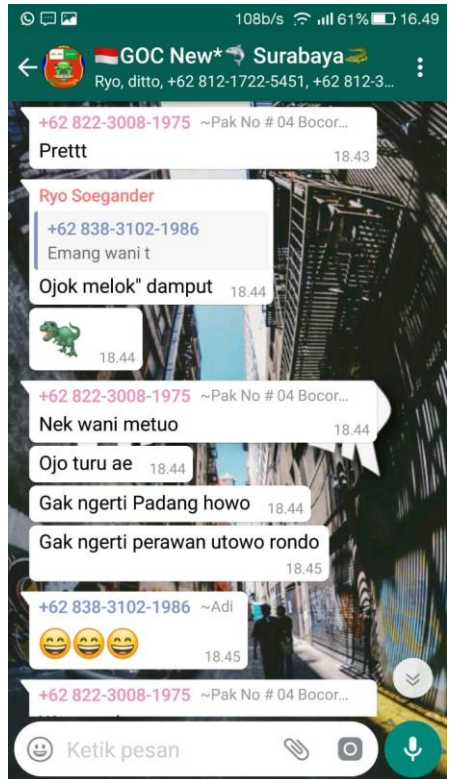 108b/s 61% 16.49
GOC New* Surabaya
Ryo, ditto, +62 812-1722-5451, +62 812-3...
+62 822-3008-1975 ~Pak No # 04 Bocor...
Prettt 18.43
Ryo Soegander
+62 838-3102-1986
Emang wani t
Ojok melok" damput 18.44
18.44
+62 822-3008-1975 ~Pak No # 04 Bocor...
Nek wani metuo 18.44
Ojo turu ae 18.44
Gak ngerti Padang howo 18.44
Gak ngerti perawan utowo rondo
18.45
+62 838-3102-1986 ~Adi
18.45
+62 822-3008-1975 ~Pak No # 04 Bocor...
Ketik pesan